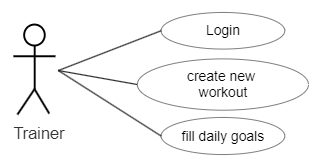 Login
create new
workout
Trainer
fill daily goals